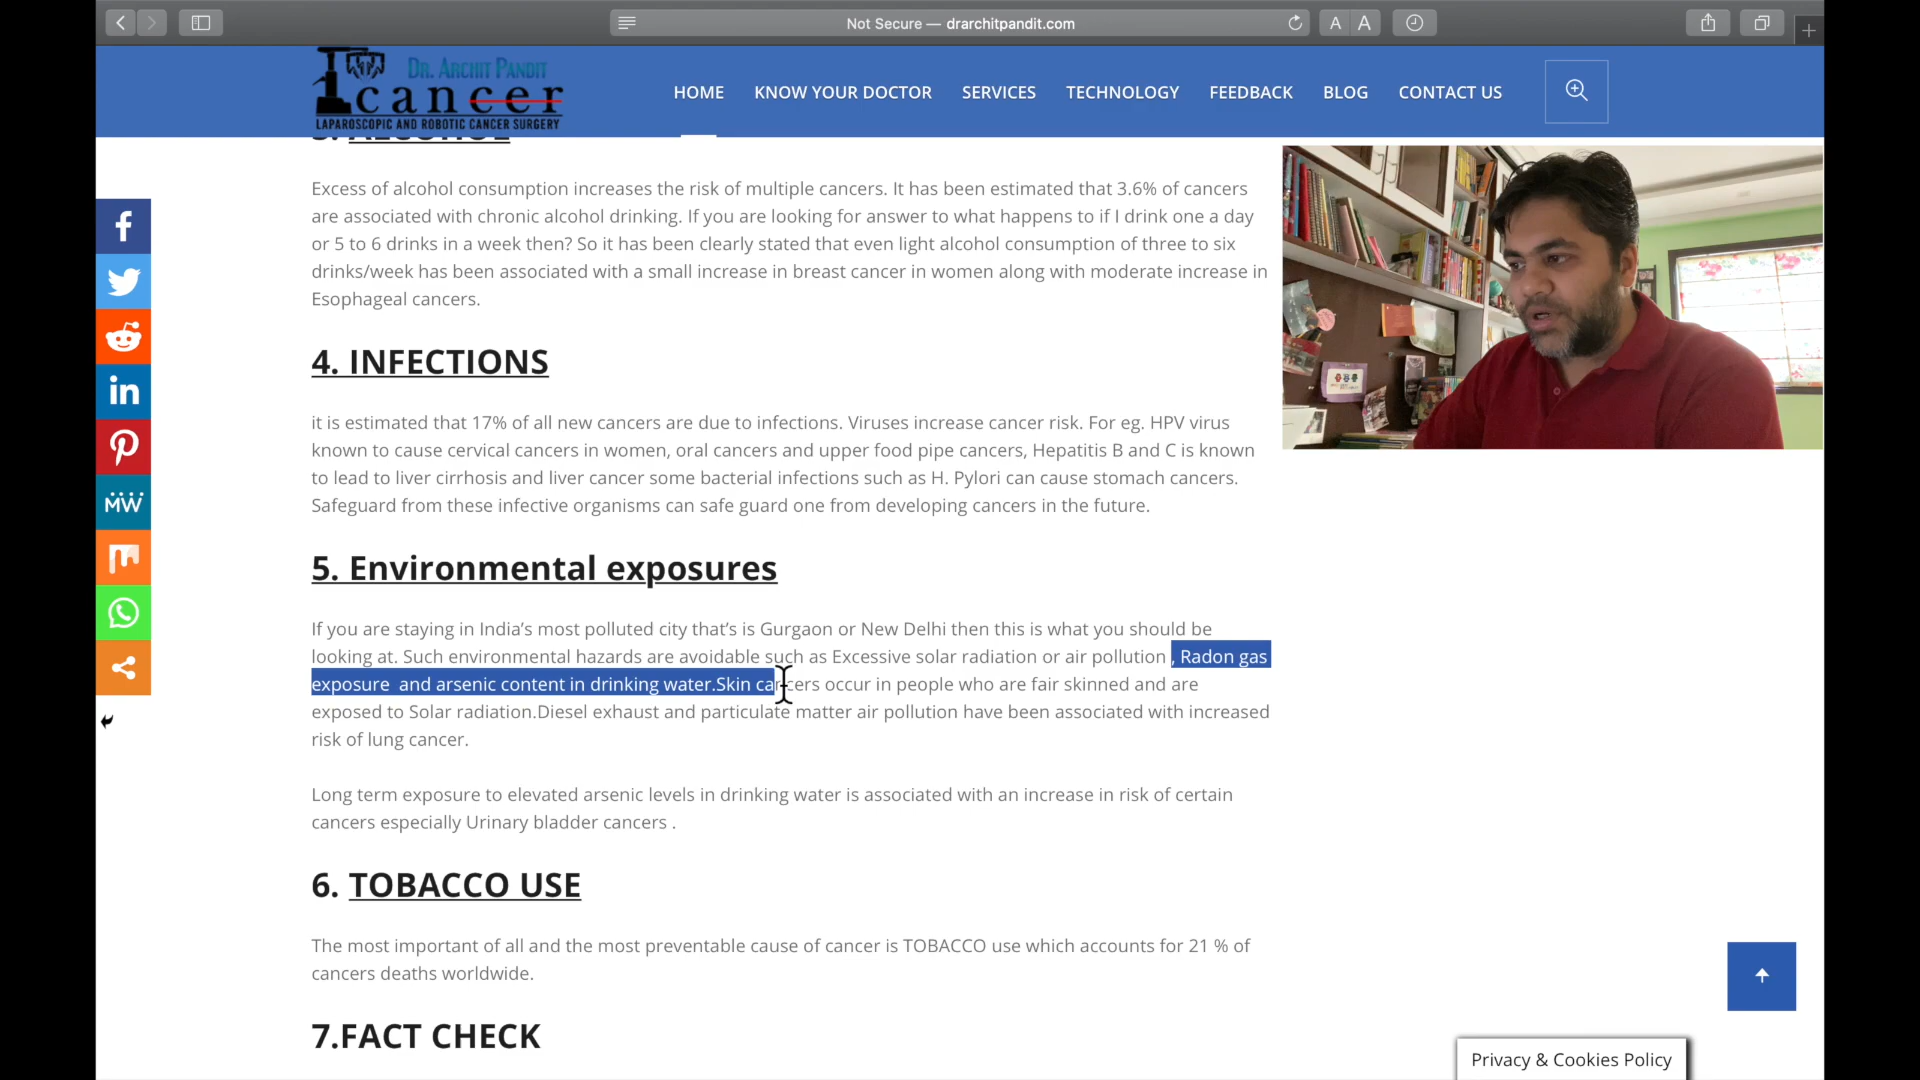 Not Secure — drarchitpandit.com
A A
DR. ARCHIT PANDIT
cancer
LAPAROSCOPIC AND ROBOTIC CANCER SURGERY
HOME KNOW YOUR DOCTOR SERVICES TECHNOLOGY FEEDBACK BLOG CONTACT US
3. ALCOHOL
Excess of alcohol consumption increases the risk of multiple cancers. It has been estimated that 3.6% of cancers
are associated with chronic alcohol drinking. If you are looking for answer to what happens to if I drink one a day
or 5 to 6 drinks in a week then? So it has been clearly stated that even light alcohol consumption of three to six
drinks/week has been associated with a small increase in breast cancer in women along with moderate increase in
Esophageal cancers.
4. INFECTIONS
it is estimated that 17% of all new cancers are due to infections. Viruses increase cancer risk. For eg. HPV virus
known to cause cervical cancers in women, oral cancers and upper food pipe cancers, Hepatitis B and C is known
to lead to liver cirrhosis and liver cancer some bacterial infections such as H. Pylori can cause stomach cancers.
Safeguard from these infective organisms can safe guard one from developing cancers in the future.
5. Environmental exposures
If you are staying in India’s most polluted city that’s is Gurgaon or New Delhi then this is what you should be
looking at. Such environmental hazards are avoidable such as Excessive solar radiation or air pollution , Radon gas
exposure and arsenic content in drinking water.Skin cancers occur in people who are fair skinned and are
exposed to Solar radiation.Diesel exhaust and particulate matter air pollution have been associated with increased
risk of lung cancer.
Long term exposure to elevated arsenic levels in drinking water is associated with an increase in risk of certain
cancers especially Urinary bladder cancers .
6. TOBACCO USE
The most important of all and the most preventable cause of cancer is TOBACCO use which accounts for 21 % of
cancers deaths worldwide.
7.FACT CHECK
Privacy & Cookies Policy
f
in
MW